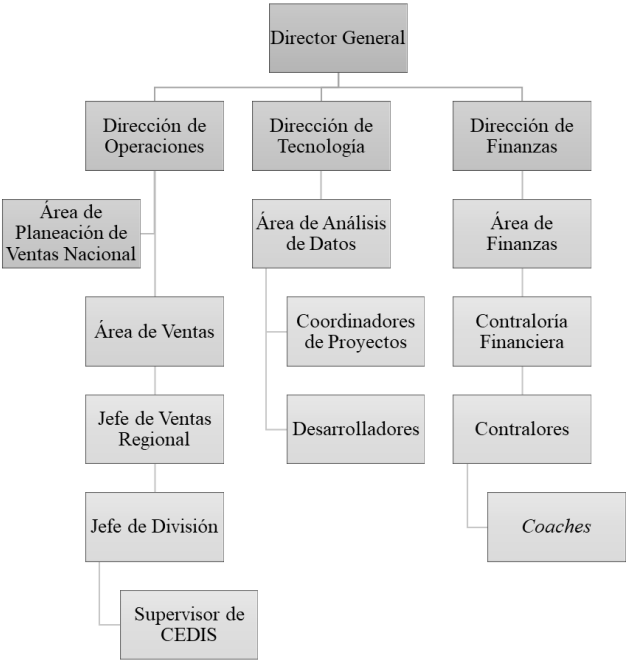 Director General
Dirección de
Operaciones
Dirección de
Tecnología
Dirección de
Finanzas
Área de
Planeación de
Ventas Nacional
Área de Análisis
de Datos
Área de
Finanzas
Área de Ventas
Coordinadores
de Proyectos
Contraloría
Financiera
Jefe de Ventas
Regional
Desarrolladores
Contralores
Jefe de División
Coaches
Supervisor de
CEDIS